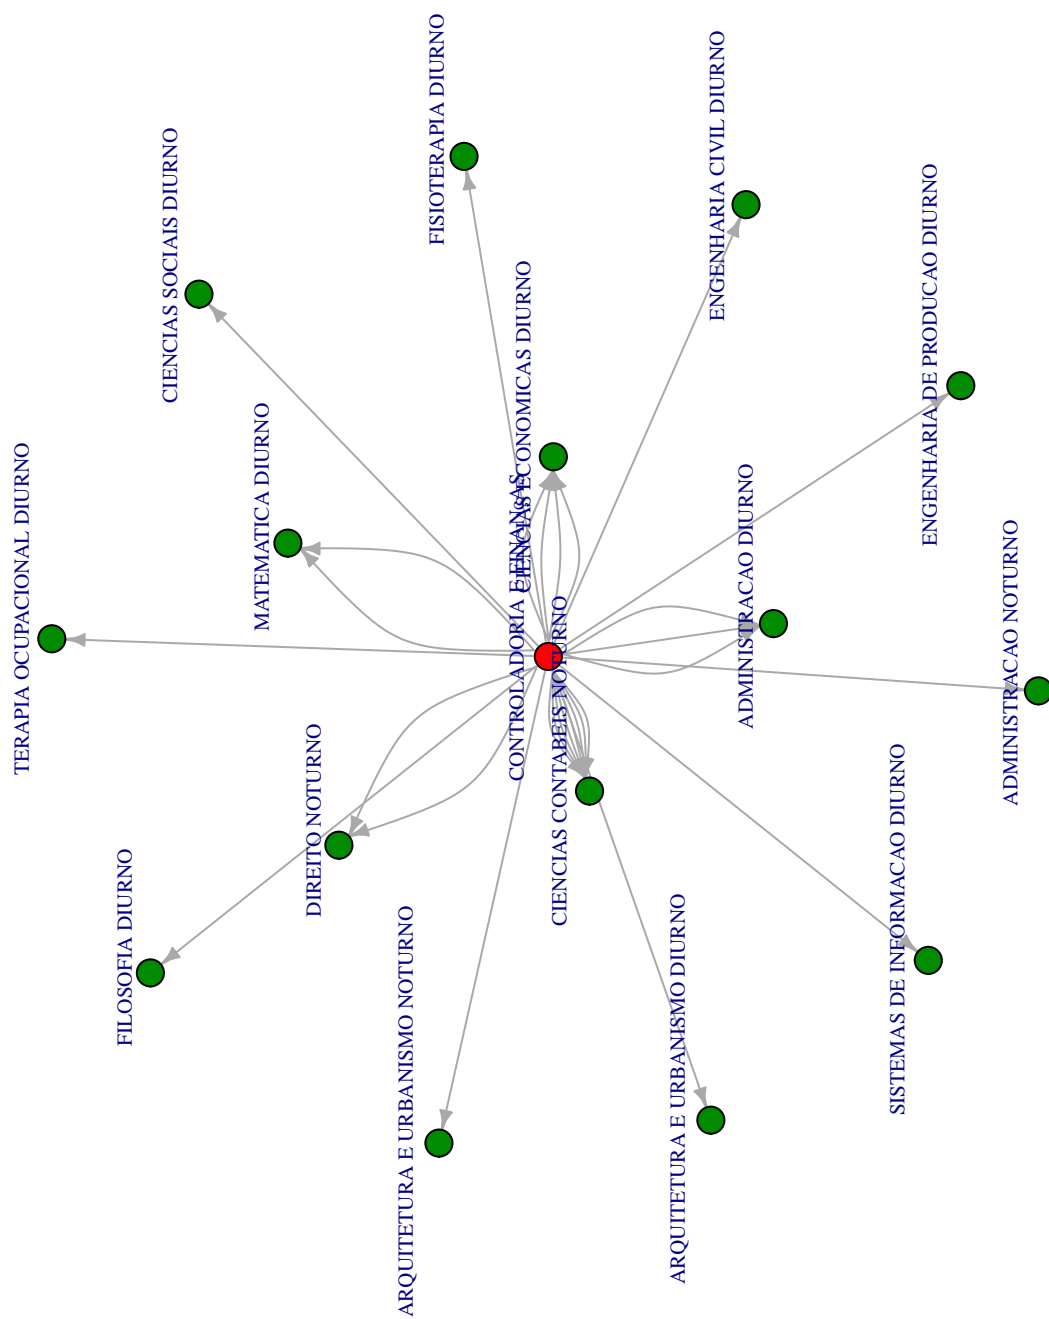 FISIOTERAPIA DIURNO
ENGENHARIA CIVIL DIURNO
CIENCIAS SOCIAIS DIURNO
ENGENHARIA DE PRODUCAO DIURNO
CIENCIAS ECONOMICAS DIURNO
MATEMATICA DIURNO
TERAPIA OCUPACIONAL DIURNO
ADMINISTRACAO DIURNO
CONTROLADORIA E FINANCAS
ADMINISTRACAO NOTURNO
CIENCIAS CONTABEIS NOTURNO
DIREITO NOTURNO
SISTEMAS DE INFORMACAO DIURNO
FILOSOFIA DIURNO
ARQUITETURA E URBANISMO DIURNO
ARQUITETURA E URBANISMO NOTURNO